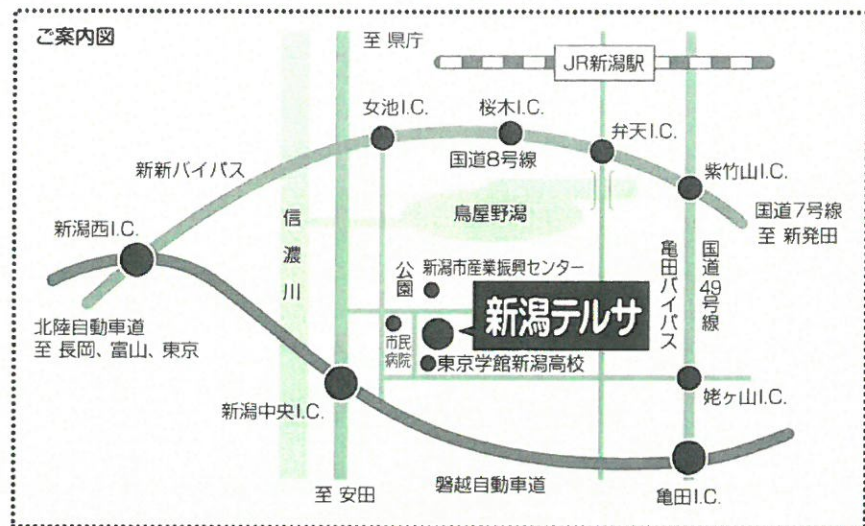 ご案内図
至 県庁
JR新潟駅
女池I.C.
桜木I.C.
弁天I.C.
新新バイパス
国道8号線
紫竹山I.C.
新潟西I.C.
信濃川
鳥屋野潟
国道7号線
至 新発田
公園
新潟市産業振興センター
亀田バイパス
国道49号線
新潟テルサ
北陸自動車道
至 長岡、富山、東京
市民
病院
東京学館新潟高校
新潟中央I.C.
姥ヶ山I.C.
至 安田
磐越自動車道
亀田I.C.